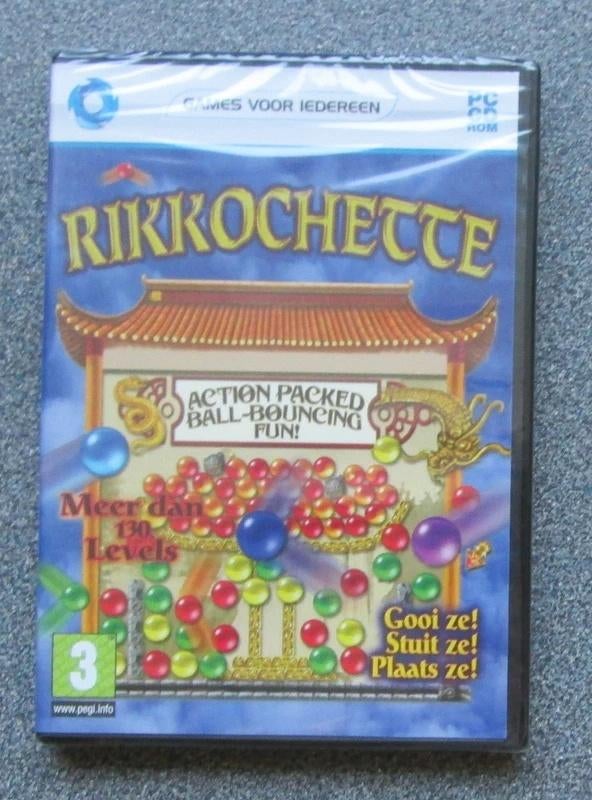 GAMES VOOR IEDEREEN
PC
CD
ROM
RIKKOCHETTE
ACTION PACKED
BALL-BOUNCING
FUN!
Meer dan
130
Levels
Gooi ze!
Stuit ze!
Plaats ze!
3
www.pegi.info